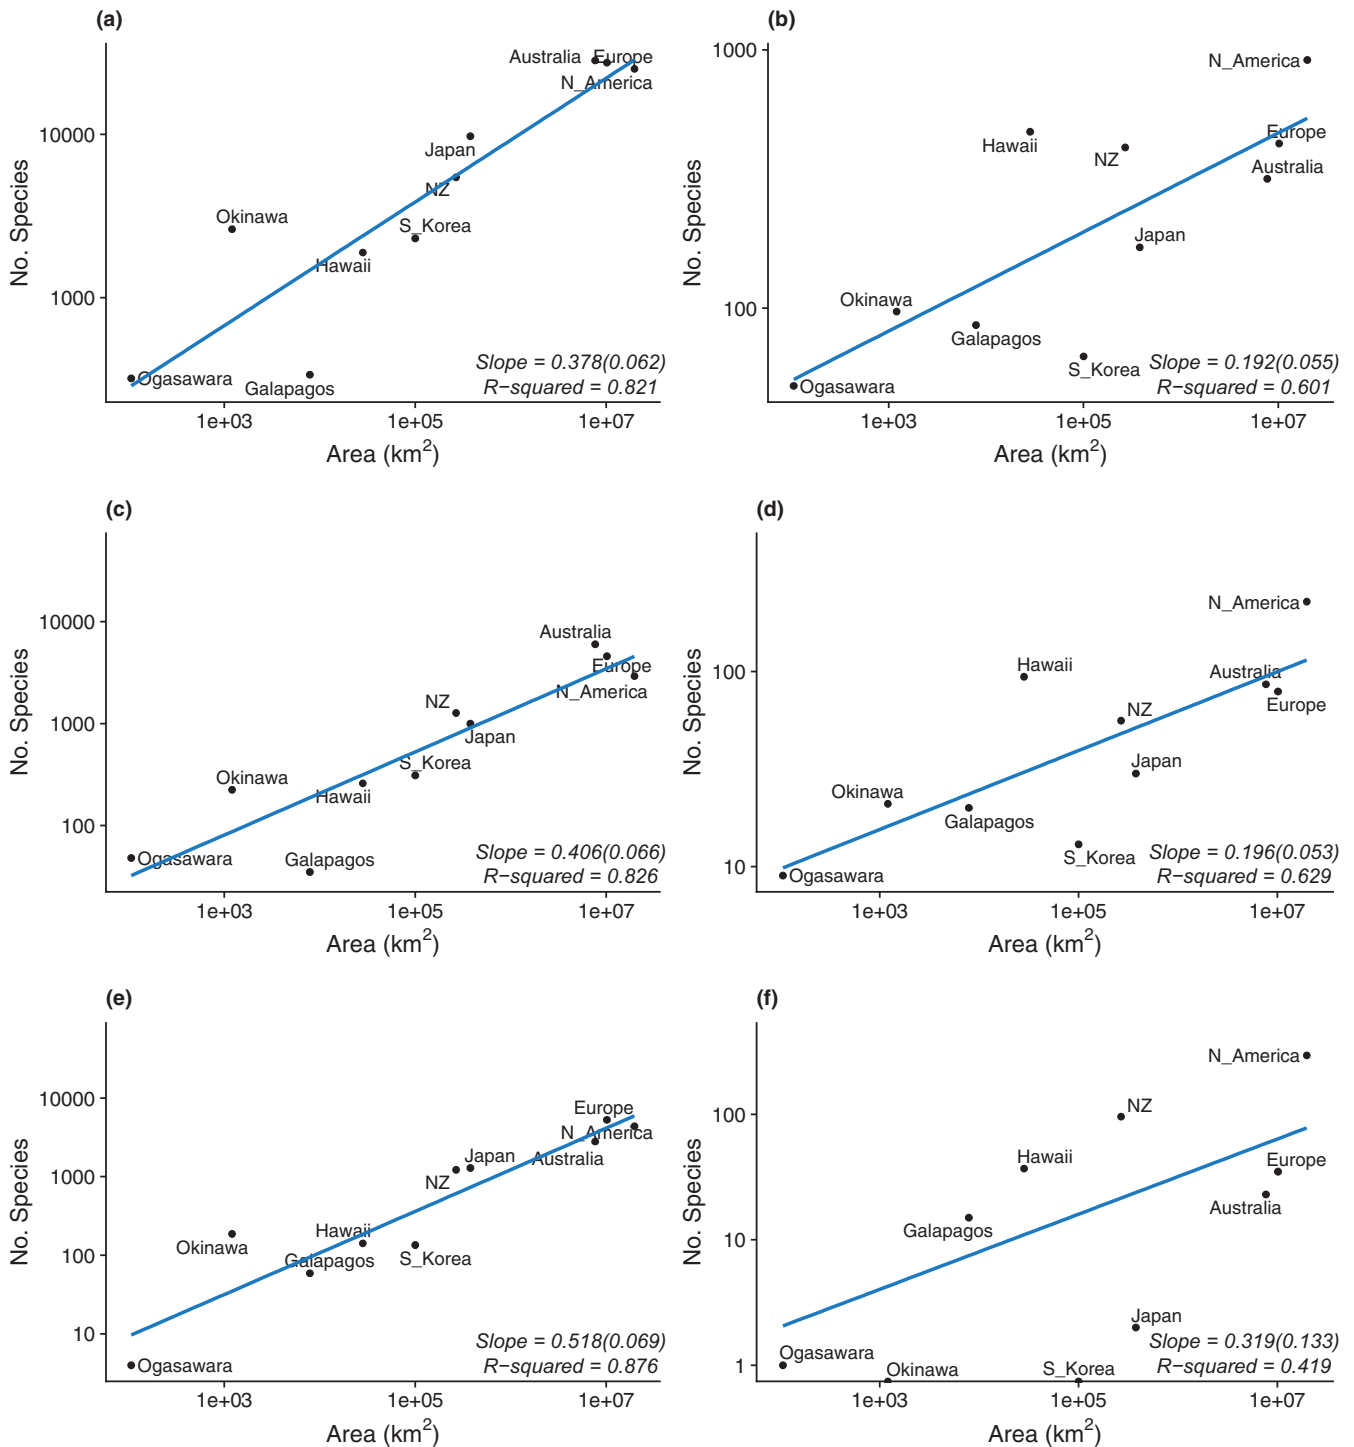 (a)
No. Species
10000
1000
Australia
Europe
N_America
Japan
NZ
Okinawa
S_Korea
Hawaii
Ogasawara
Galapagos
Slope = 0.378(0.062)
R−squared = 0.821
1e+03
1e+05
1e+07
Area (km²)
(b)
No. Species
1000
100
N_America
Hawaii
NZ
Europe
Australia
Japan
Okinawa
Galapagos
S_Korea
Ogasawara
Slope = 0.192(0.055)
R−squared = 0.601
1e+03
1e+05
1e+07
Area (km²)
(c)
No. Species
10000
1000
100
Australia
Europe
N_America
NZ
Japan
S_Korea
Okinawa
Hawaii
Ogasawara
Galapagos
Slope = 0.406(0.066)
R−squared = 0.826
1e+03
1e+05
1e+07
Area (km²)
(d)
No. Species
100
10
N_America
Hawaii
Australia
Europe
NZ
Japan
Okinawa
Galapagos
S_Korea
Ogasawara
Slope = 0.196(0.053)
R−squared = 0.629
1e+03
1e+05
1e+07
Area (km²)
(e)
No. Species
10000
1000
100
10
Europe
N_America
Australia
Japan
NZ
Hawaii
Okinawa
Galapagos
S_Korea
Ogasawara
Slope = 0.518(0.069)
R−squared = 0.876
1e+03
1e+05
1e+07
Area (km²)
(f)
No. Species
100
10
1
N_America
NZ
Hawaii
Europe
Australia
Galapagos
Japan
Ogasawara
Okinawa
S_Korea
Slope = 0.319(0.133)
R−squared = 0.419
1e+03
1e+05
1e+07
Area (km²)